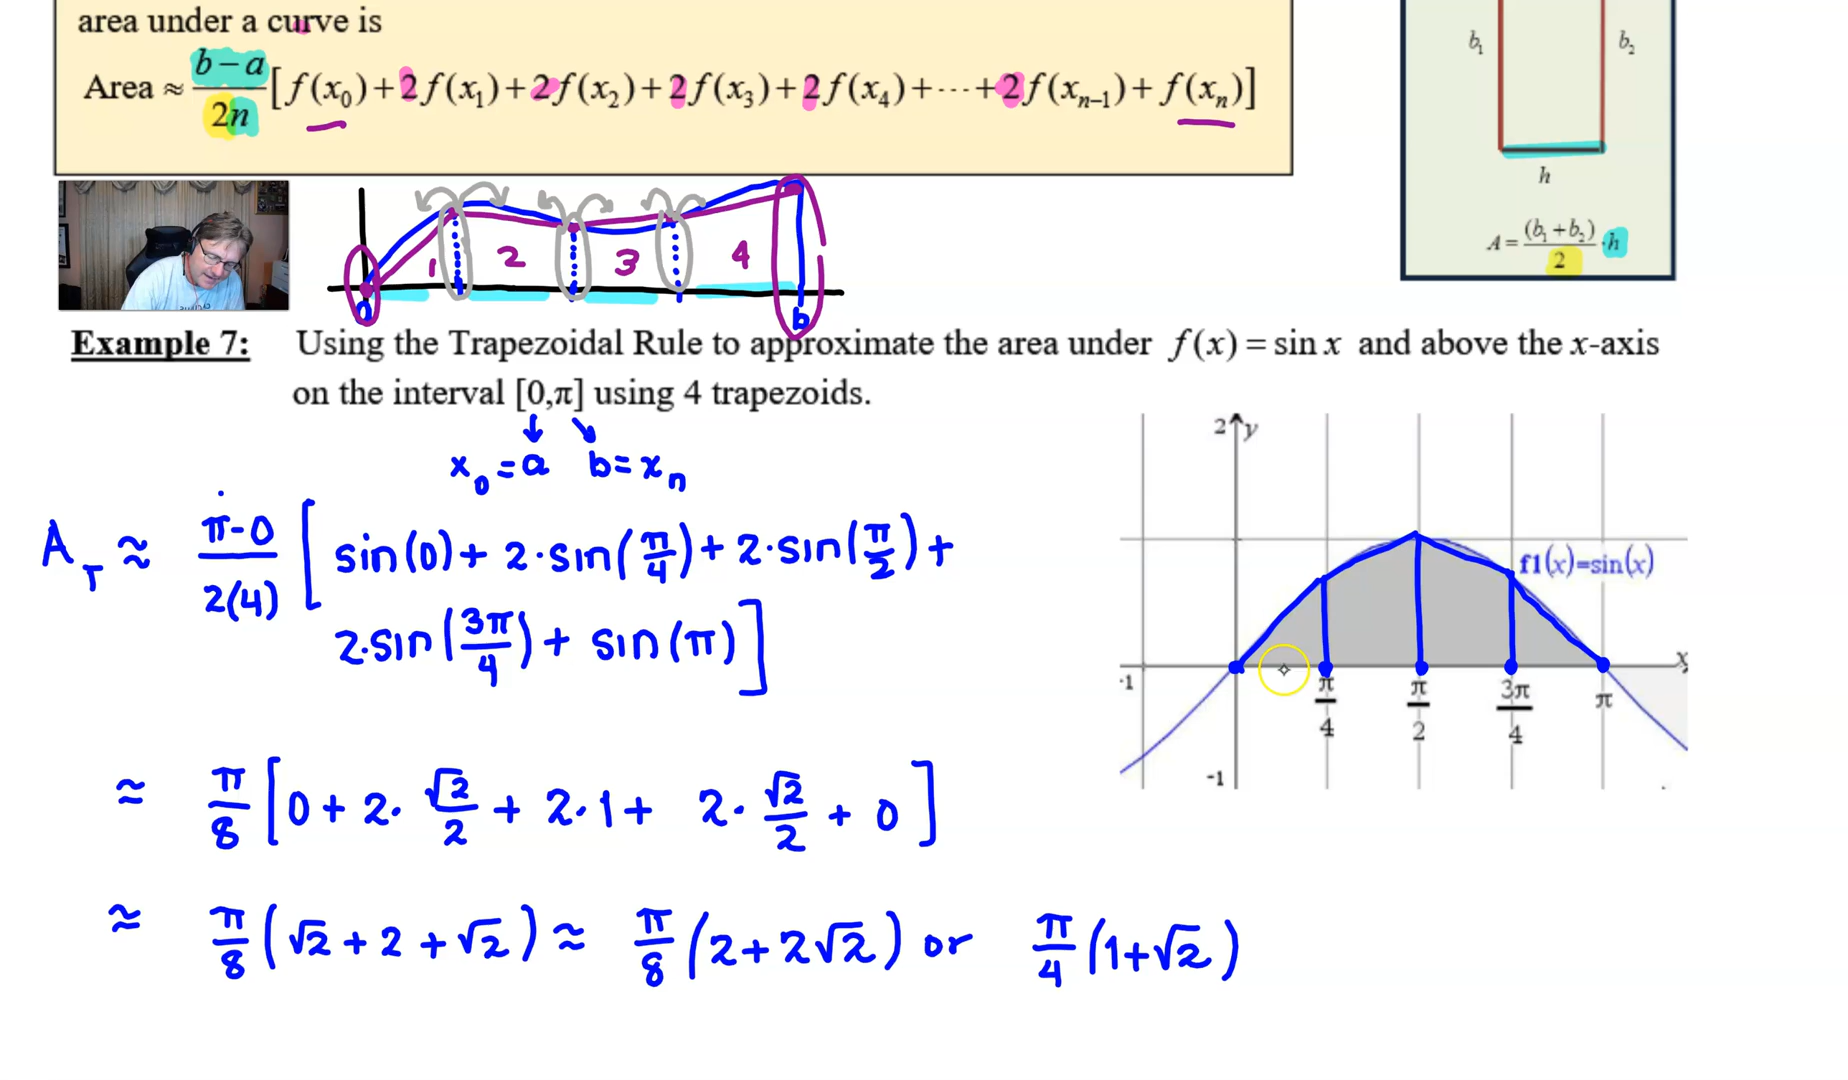 area under a curve is
Area ≈ (b − a)/(2n) [f(x₀) + 2f(x₁) + 2f(x₂) + 2f(x₃) + 2f(x₄) + ··· + 2f(xₙ₋₁) + f(xₙ)]
b₁ b₂
h
A = (b₁ + b₂)/2 · h
1 2 3 4
a b
Example 7: Using the Trapezoidal Rule to approximate the area under f(x) = sin x and above the x-axis
on the interval [0,π] using 4 trapezoids.
x₀ = a b = xₙ
A_T ≈ (π-0)/(2(4)) [ sin(0) + 2·sin(π/4) + 2·sin(π/2) +
2·sin(3π/4) + sin(π) ]
≈ π/8 [ 0 + 2·√2/2 + 2·1 + 2·√2/2 + 0 ]
≈ π/8 (√2 + 2 + √2) ≈ π/8 (2 + 2√2) or π/4 (1+√2)
2 y
f1(x)=sin(x)
x
-1 π/4 π/2 3π/4 π
-1